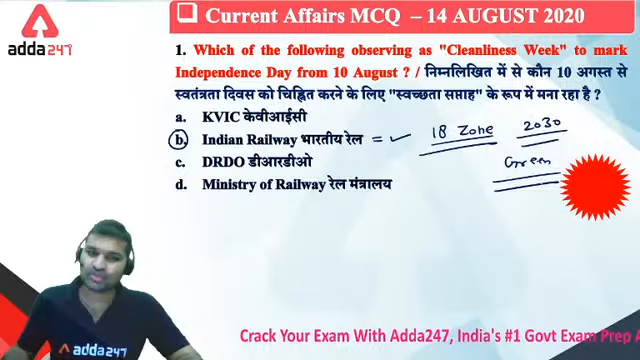 Current Affairs MCQ – 14 AUGUST 2020
adda247
1. Which of the following observing as "Cleanliness Week" to mark
Independence Day from 10 August ? / निम्नलिखित में से कौन 10 अगस्त से
स्वतंत्रता दिवस को चिह्नित करने के लिए "स्वच्छता सप्ताह" के रूप में मना रहा है ?
a. KVIC केवीआईसी
b. Indian Railway भारतीय रेल = ✓ 18 Zone 2030
c. DRDO डीआरडीओ Green
d. Ministry of Railway रेल मंत्रालय
adda247
Crack Your Exam With Adda247, India's #1 Govt Exam Prep A